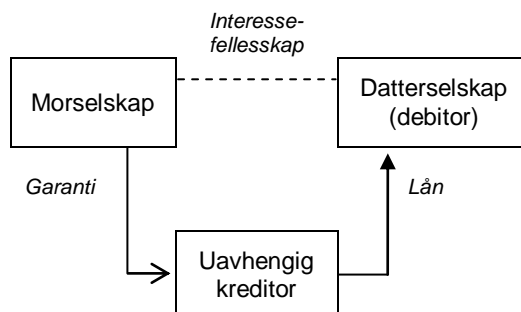 Interesse-
fellesskap
Morselskap
Datterselskap
(debitor)
Garanti
Lån
Uavhengig
kreditor